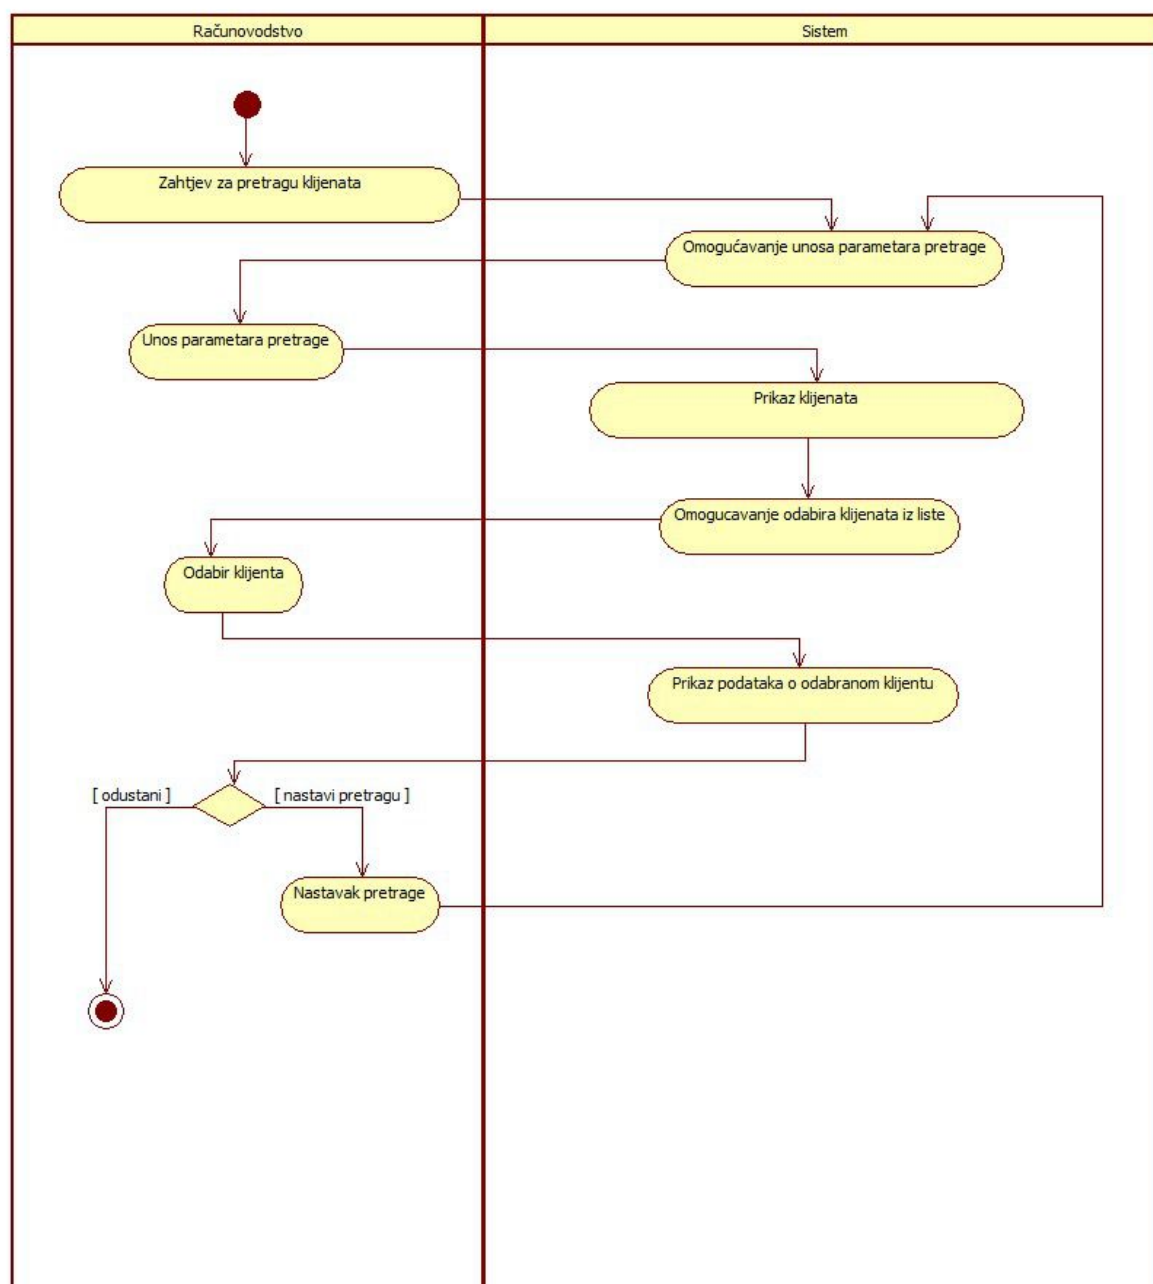 Računovodstvo
Sistem
Zahtjev za pretragu klijenata
Omogućavanje unosa parametara pretrage
Unos parametara pretrage
Prikaz klijenata
Omogucavanje odabira klijenata iz liste
Odabir klijenta
Prikaz podataka o odabranom klijentu
[ odustani ]
[ nastavi pretragu ]
Nastavak pretrage